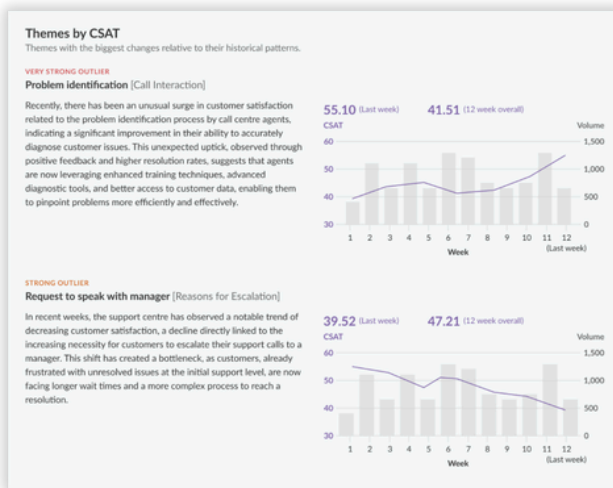 Themes by CSAT
Themes with the biggest changes relative to their historical patterns.
VERY STRONG OUTLIER
Problem identification [Call Interaction]
Recently, there has been an unusual surge in customer satisfaction
related to the problem identification process by call centre agents,
indicating a significant improvement in their ability to accurately
diagnose customer issues. This unexpected uptick, observed through
positive feedback and higher resolution rates, suggests that agents
are now leveraging enhanced training techniques, advanced
diagnostic tools, and better access to customer data, enabling them
to pinpoint problems more efficiently and effectively.
55.10 (Last week) 41.51 (12 week overall)
CSAT Volume
60 1,500
50 1,000
40 500
30 0
1 2 3 4 5 6 7 8 9 10 11 12
(Last week)
Week
STRONG OUTLIER
Request to speak with manager [Reasons for Escalation]
In recent weeks, the support centre has observed a notable trend of
decreasing customer satisfaction, a decline directly linked to the
increasing necessity for customers to escalate their support calls to a
manager. This shift has created a bottleneck, as customers, already
frustrated with unresolved issues at the initial support level, are now
facing longer wait times and a more complex process to reach a
resolution.
39.52 (Last week) 47.21 (12 week overall)
CSAT Volume
60 1,500
50 1,000
40 500
30 0
1 2 3 4 5 6 7 8 9 10 11 12
(Last week)
Week